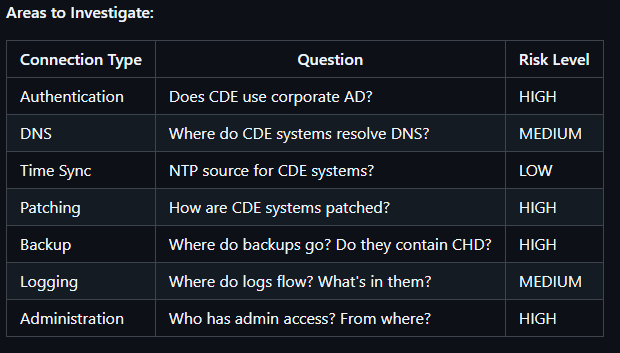 Areas to Investigate:
Connection Type Question Risk Level
Authentication Does CDE use corporate AD? HIGH
DNS Where do CDE systems resolve DNS? MEDIUM
Time Sync NTP source for CDE systems? LOW
Patching How are CDE systems patched? HIGH
Backup Where do backups go? Do they contain CHD? HIGH
Logging Where do logs flow? What's in them? MEDIUM
Administration Who has admin access? From where? HIGH